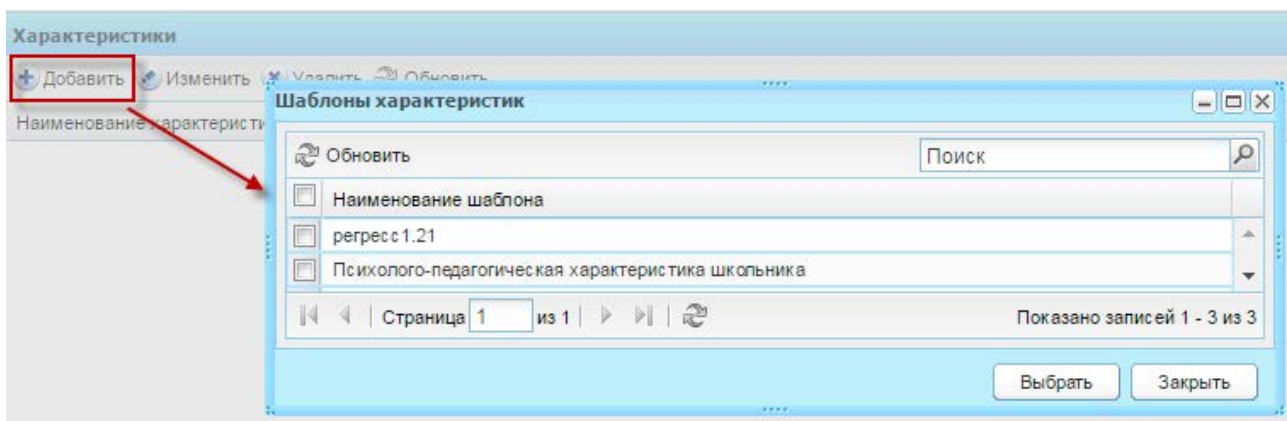 Характеристики
Добавить Изменить Удалить Обновить
Наименование характеристи
Шаблоны характеристик
Обновить Поиск
Наименование шаблона
регресс1.21
Психолого-педагогическая характеристика школьника
Страница 1 из 1 Показано записей 1 - 3 из 3
Выбрать Закрыть